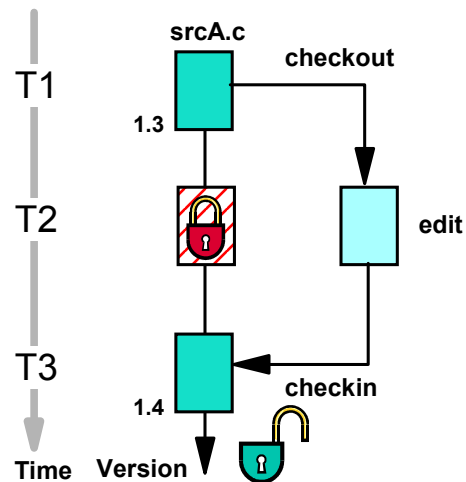 srcA.c
checkout
T1
1.3
T2
edit
T3
checkin
1.4
Time
Version